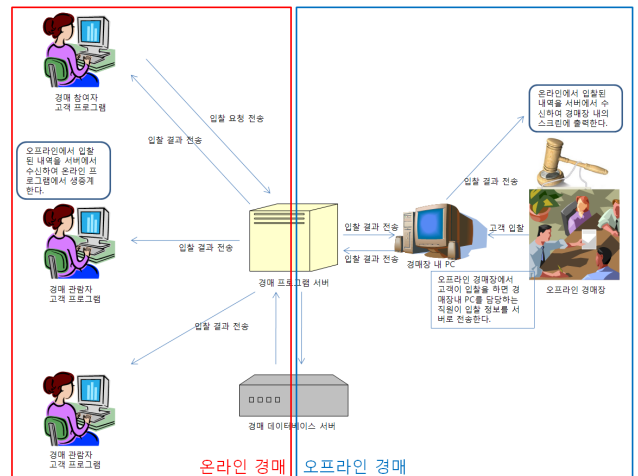 경매 참여자
고객 프로그램
입찰 요청 전송
입찰 결과 전송
오프라인에서 입찰
된 내역을 서버에서
수신하여 온라인 프
로그램에서 생중계
한다.
경매 관람자
고객 프로그램
입찰 결과 전송
경매 프로그램 서버
입찰 결과 전송
경매 데이터베이스 서버
경매 관람자
고객 프로그램
온라인 경매
온라인에서 입찰된
내역을 서버에서 수
신하여 경매장 내의
스크린에 출력한다.
입찰 결과 전송
입찰 결과 전송
입찰 결과 전송
고객 입찰
경매장 내 PC
오프라인 경매장
오프라인 경매장에서
고객이 입찰을 하면 경
매장내 PC를 담당하는
직원이 입찰 정보를 서
버로 전송한다.
오프라인 경매